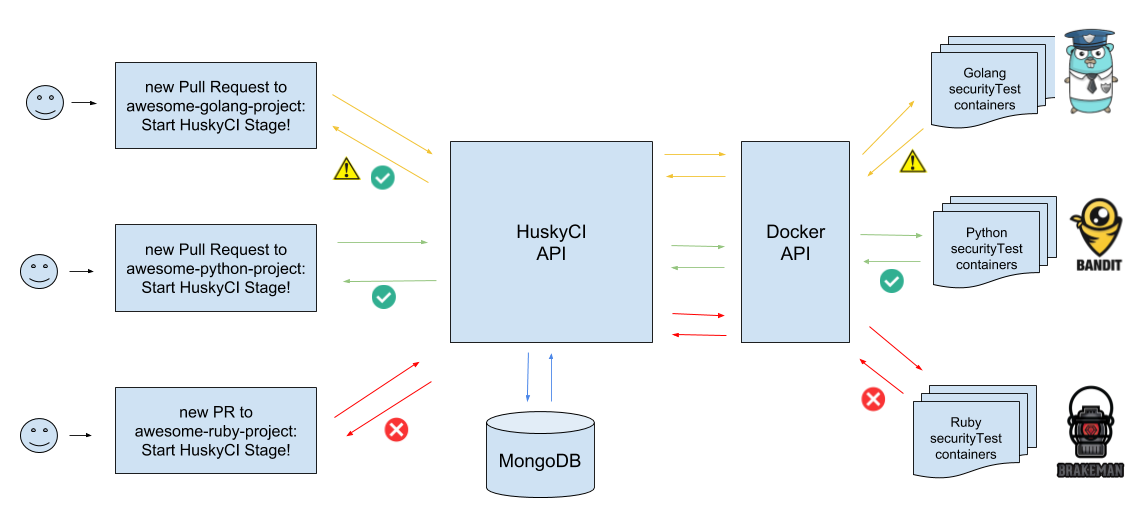 new Pull Request to
awesome-golang-project:
Start HuskyCI Stage!
new Pull Request to
awesome-python-project:
Start HuskyCI Stage!
new PR to
awesome-ruby-project:
Start HuskyCI Stage!
HuskyCI
API
MongoDB
Docker
API
Golang
securityTest
containers
Python
securityTest
containers
BANDIT
Ruby
securityTest
containers
BRAKEMAN